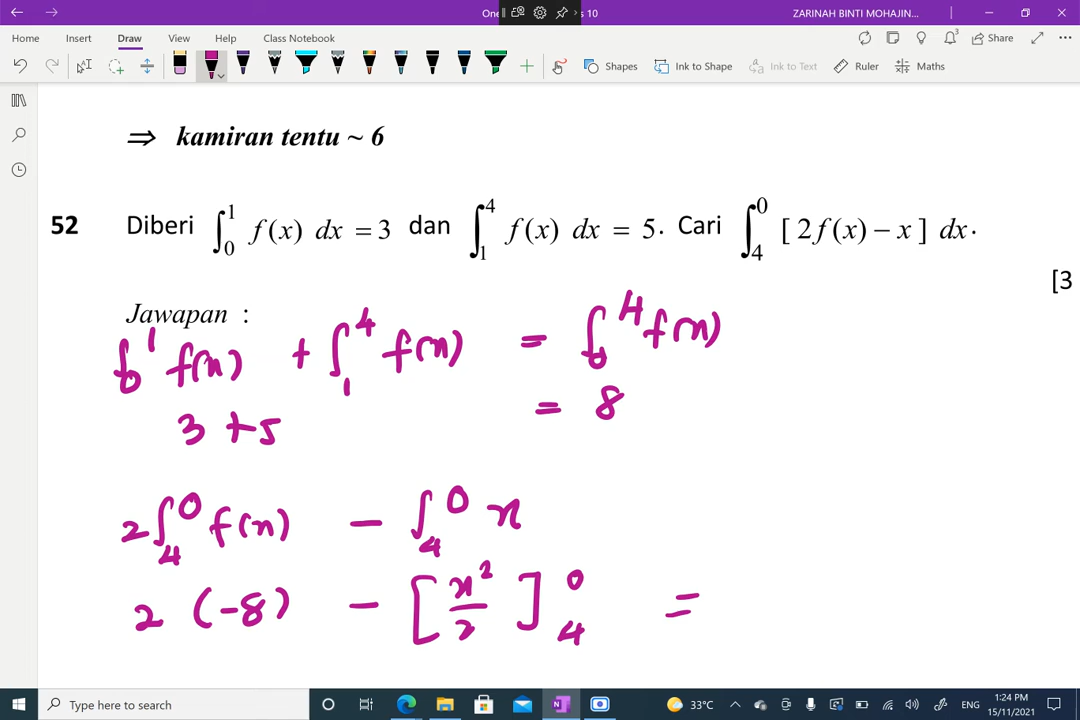 OneN s 10 ZARINAH BINTI MOHAJIN...
Home Insert Draw View Help Class Notebook Share
Shapes Ink to Shape Ink to Text Ruler Maths
⇒ kamiran tentu ~ 6
52 Diberi ∫₀¹ f(x) dx = 3 dan ∫₁⁴ f(x) dx = 5. Cari ∫₄⁰ [ 2f(x) − x ] dx.
[3
Jawapan :
∫₀¹ f(x) + ∫₁⁴ f(x) = ∫₀⁴ f(x)
3 + 5 = 8
2∫₄⁰ f(x) − ∫₄⁰ x
2 (-8) − [x²/2]₄⁰ =
Type here to search 33°C ENG 1:24 PM
15/11/2021